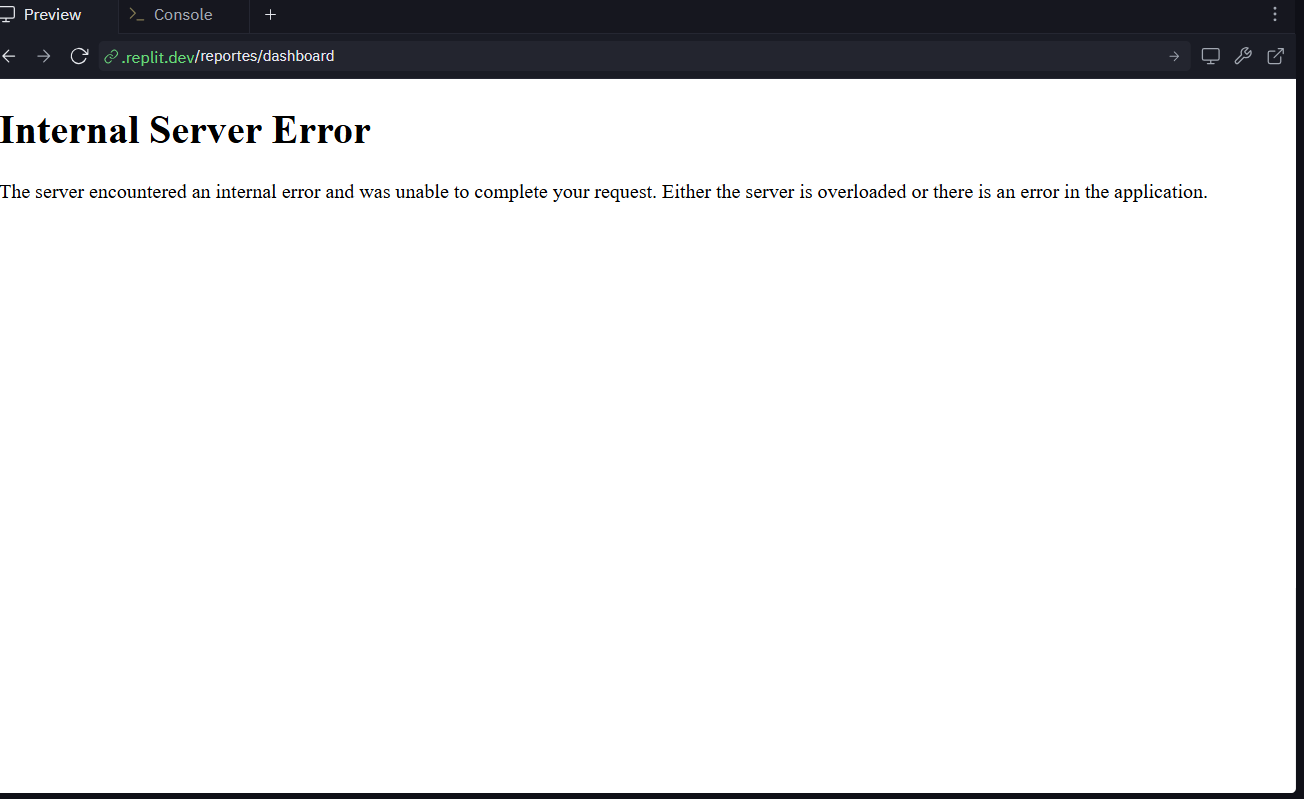 Preview
Console
.replit.dev/reportes/dashboard
Internal Server Error
The server encountered an internal error and was unable to complete your request. Either the server is overloaded or there is an error in the application.